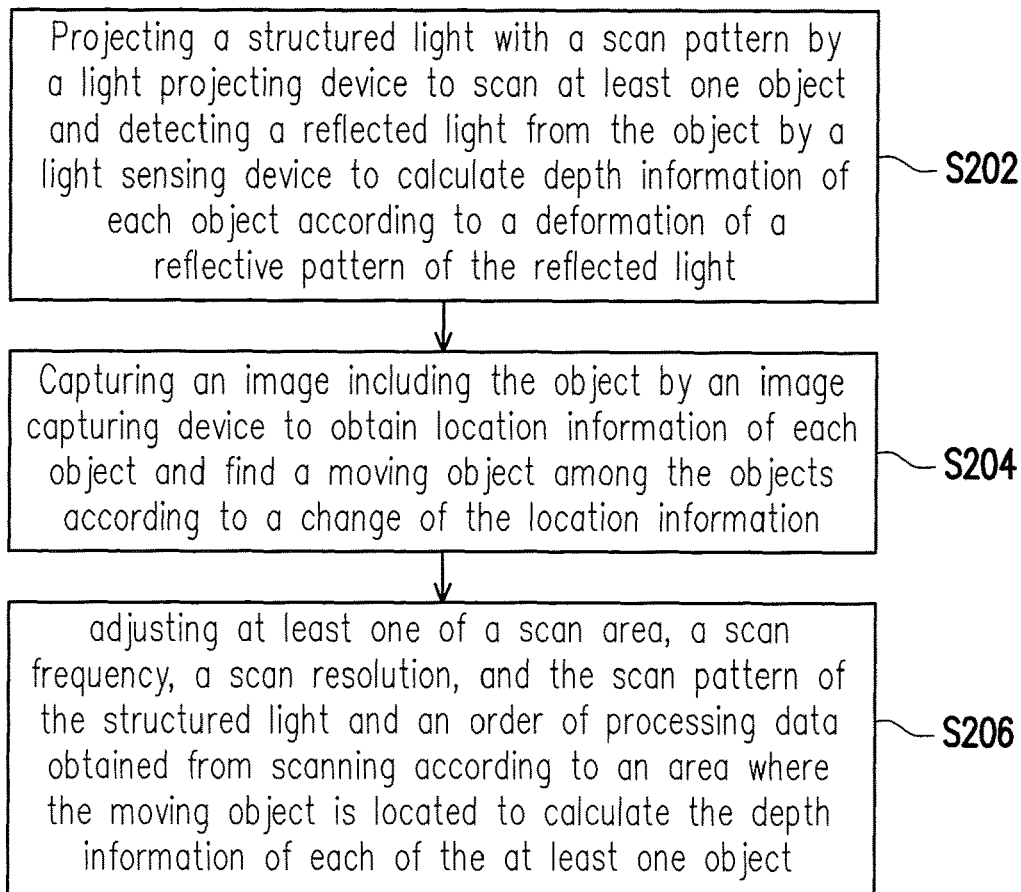 Projecting a structured light with a scan pattern by
a light projecting device to scan at least one object
and detecting a reflected light from the object by a
light sensing device to calculate depth information of
each object according to a deformation of a
reflective pattern of the reflected light
S202
Capturing an image including the object by an image
capturing device to obtain location information of each
object and find a moving object among the objects
according to a change of the location information
S204
adjusting at least one of a scan area, a scan
frequency, a scan resolution, and the scan pattern of
the structured light and an order of processing data
obtained from scanning according to an area where
the moving object is located to calculate the depth
information of each of the at least one object
S206